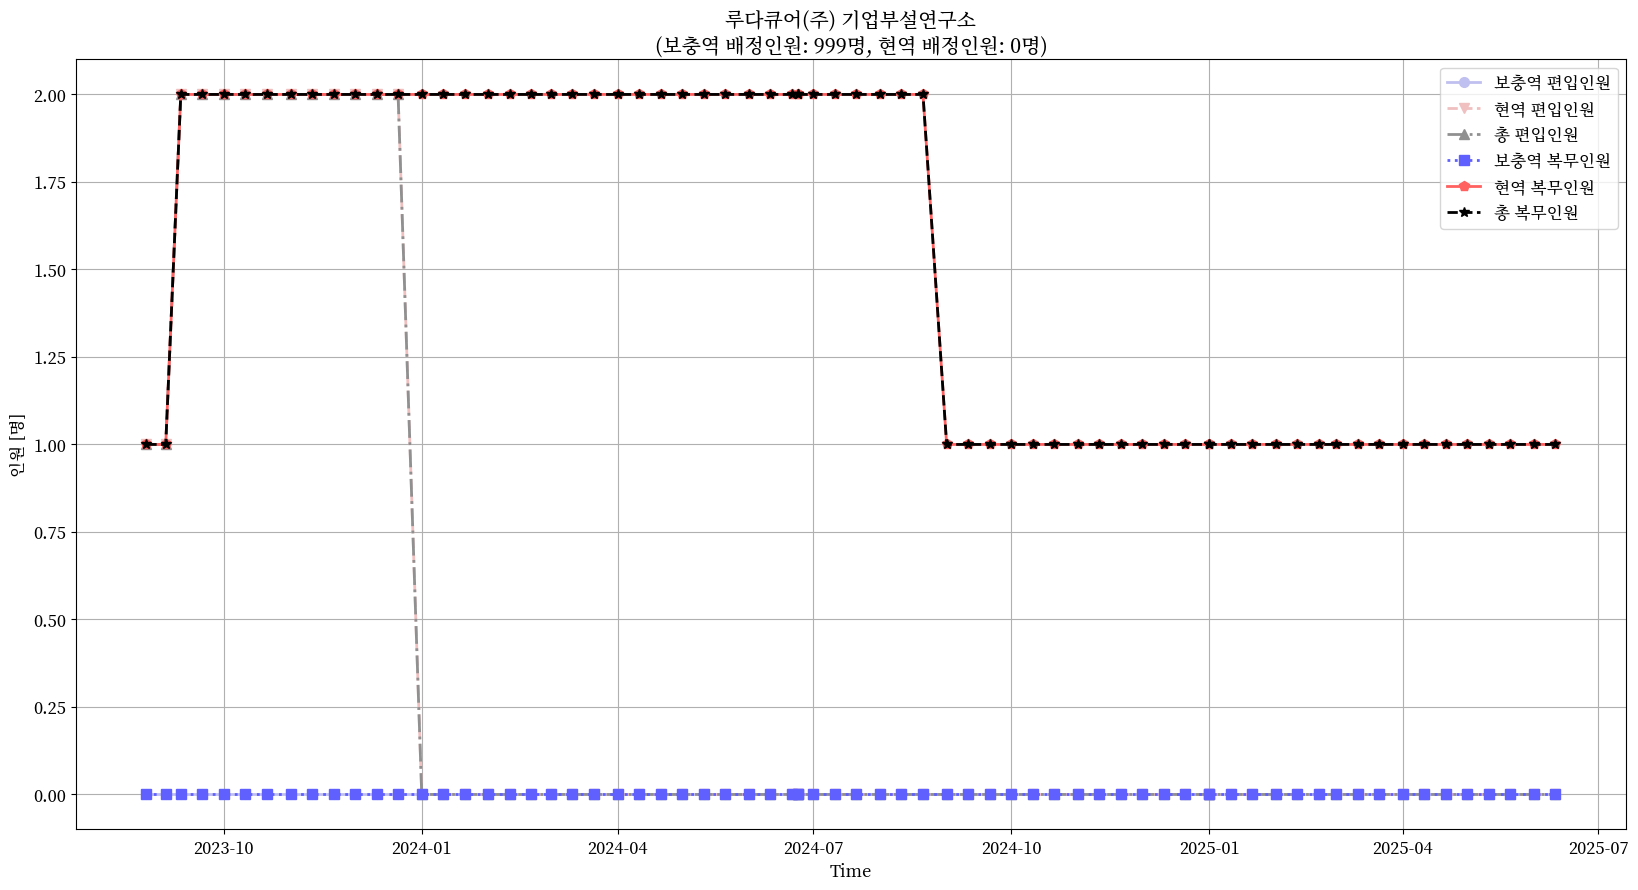 루다큐어(주) 기업부설연구소
(보충역 배정인원: 999명, 현역 배정인원: 0명)
보충역 편입인원
현역 편입인원
총 편입인원
보충역 복무인원
현역 복무인원
총 복무인원
2.00
1.75
1.50
1.25
1.00
0.75
0.50
0.25
0.00
인원 [명]
2023-10
2024-01
2024-04
2024-07
2024-10
2025-01
2025-04
2025-07
Time